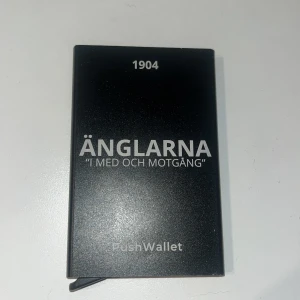 1904
ÄNGLARNA
"I MED OCH MOTGÅNG"
PushWallet